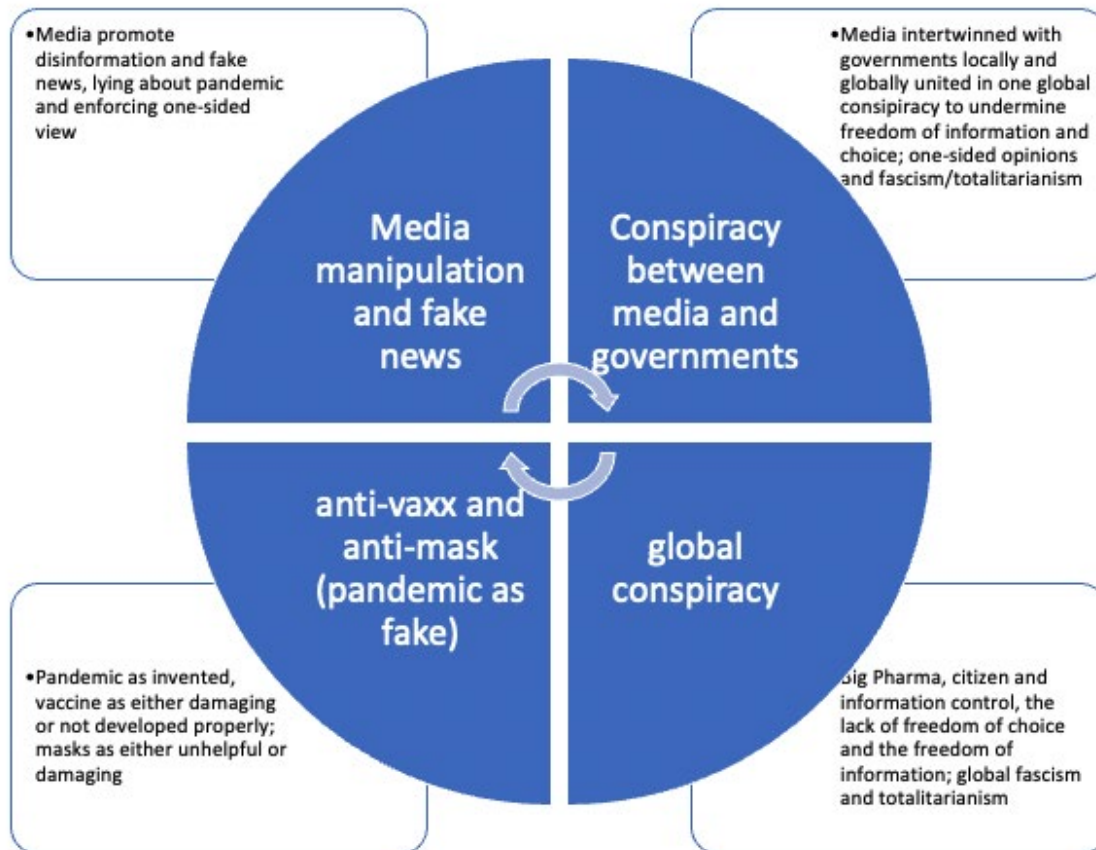 •Media promote
disinformation and fake
news, lying about pandemic
and enforcing one-sided
view
•Media intertwinned with
governments locally and
globally united in one global
consipiracy to undermine
freedom of information and
choice; one-sided opinions
and fascism/totalitarianism
Media
manipulation
and fake
news
Conspiracy
between
media and
governments
anti-vaxx and
anti-mask
(pandemic as
fake)
global
conspiracy
•Pandemic as invented,
vaccine as either damaging
or not developed properly;
masks as either unhelpful or
damaging
Big Pharma, citizen and
information control, the
lack of freedom of choice
and the freedom of
information; global fascism
and totalitarianism